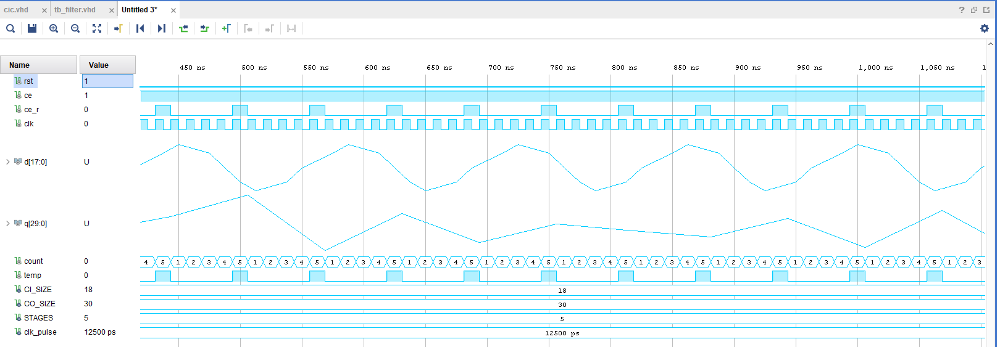 cic.vhd × tb_filter.vhd × Untitled 3* ×
?
Name Value 450 ns 500 ns 550 ns 600 ns 650 ns 700 ns 750 ns 800 ns 850 ns 900 ns 950 ns 1,000 ns 1,050 ns 1
rst 1
ce 1
ce_r 0
clk 0
d[17:0] U
q[29:0] U
count 0 4 5 1 2 3 4 5 1 2 3 4 5 1 2 3 4 5 1 2 3 4 5 1 2 3 4 5 1 2 3 4 5 1 2 3 4 5 1 2 3 4 5 1 2 3 4 5 1 2 3 4 5 1 2 3
temp 0
CI_SIZE 18 18
CO_SIZE 30 30
STAGES 5 5
clk_pulse 12500 ps 12500 ps